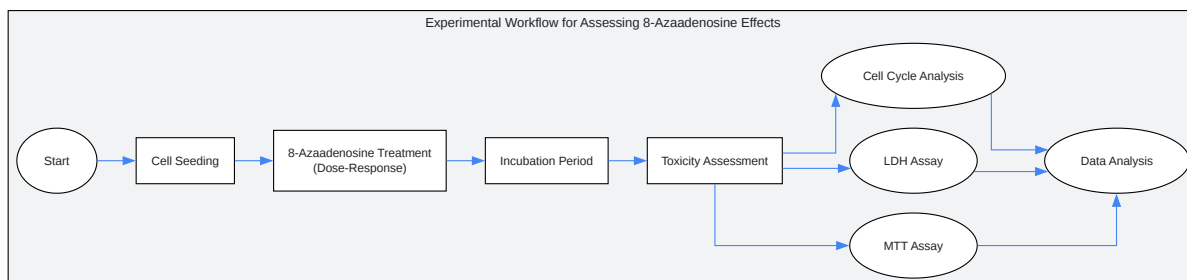 Experimental Workflow for Assessing 8-Azaadenosine Effects
Start
Cell Seeding
8-Azaadenosine Treatment
(Dose-Response)
Incubation Period
Toxicity Assessment
Cell Cycle Analysis
LDH Assay
MTT Assay
Data Analysis